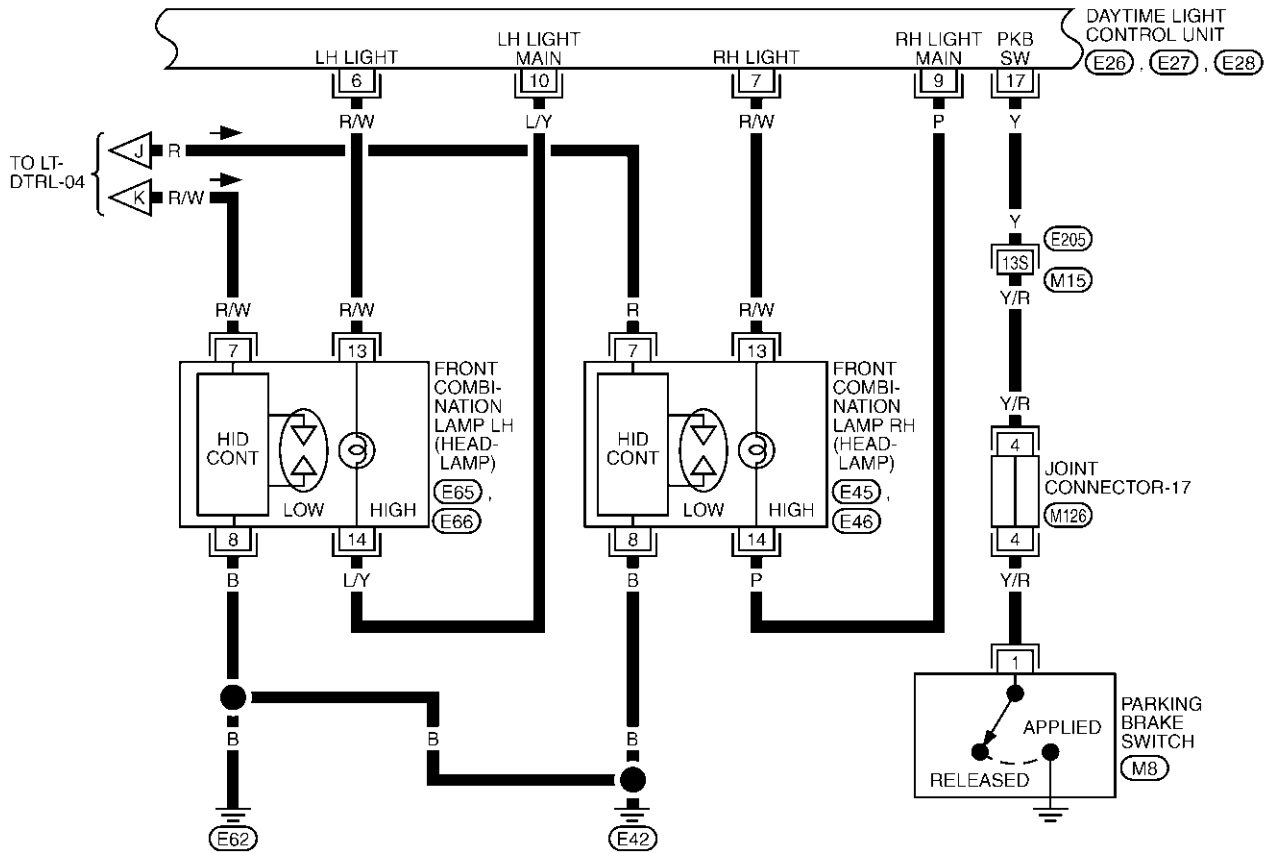 DAYTIME LIGHT
CONTROL UNIT
E26 , E27 , E28
LH LIGHT
LH LIGHT
MAIN
RH LIGHT
RH LIGHT
MAIN
PKB
SW
6
10
7
9
17
R/W
L/Y
R/W
P
Y
TO LT-
DTRL-04
J
R
K
R/W
Y
13S
E205
M15
Y/R
R/W
R/W
R
R/W
7
13
7
13
FRONT
COMBI-
NATION
LAMP LH
(HEAD-
LAMP)
E65 ,
E66
HID
CONT
LOW
HIGH
FRONT
COMBI-
NATION
LAMP RH
(HEAD-
LAMP)
E45 ,
E46
HID
CONT
LOW
HIGH
Y/R
4
JOINT
CONNECTOR-17
M126
4
8
14
8
14
B
L/Y
B
P
Y/R
1
PARKING
BRAKE
SWITCH
M8
APPLIED
RELEASED
B
B
B
E62
E42